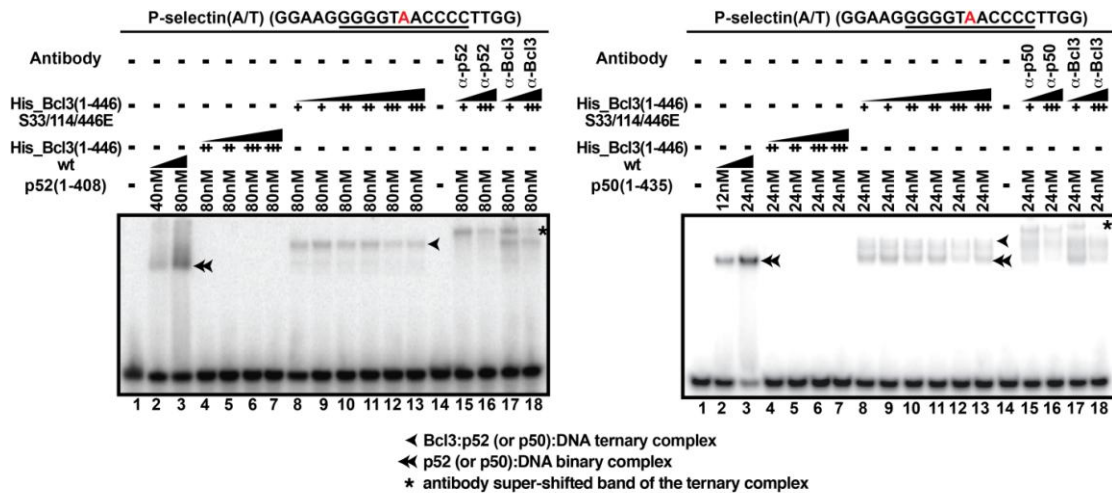 P-selectin(A/T) (GGAAGGGGGTAACCCCTTGG)
Antibody - - - - - - - - - - - - - - α-p52 α-p52 α-Bcl3 α-Bcl3
His_Bcl3(1-446) - - - - - - - + + ++ ++ +++ +++ - + +++ + +++
S33/114/446E
His_Bcl3(1-446) - - - ++ ++ +++ +++ - - - - - - - - - - -
wt
p52(1-408) - 40nM 80nM 80nM 80nM 80nM 80nM 80nM 80nM 80nM 80nM 80nM 80nM - 80nM 80nM 80nM 80nM
*
1 2 3 4 5 6 7 8 9 10 11 12 13 14 15 16 17 18
P-selectin(A/T) (GGAAGGGGGTAACCCCTTGG)
Antibody - - - - - - - - - - - - - - α-p50 α-p50 α-Bcl3 α-Bcl3
His_Bcl3(1-446) - - - - - - - + + ++ ++ +++ +++ - + +++ + +++
S33/114/446E
His_Bcl3(1-446) - - - ++ ++ +++ +++ - - - - - - - - - - -
wt
p50(1-435) - 12nM 24nM 24nM 24nM 24nM 24nM 24nM 24nM 24nM 24nM 24nM 24nM - 24nM 24nM 24nM 24nM
*
1 2 3 4 5 6 7 8 9 10 11 12 13 14 15 16 17 18
Bcl3:p52 (or p50):DNA ternary complex
p52 (or p50):DNA binary complex
* antibody super-shifted band of the ternary complex